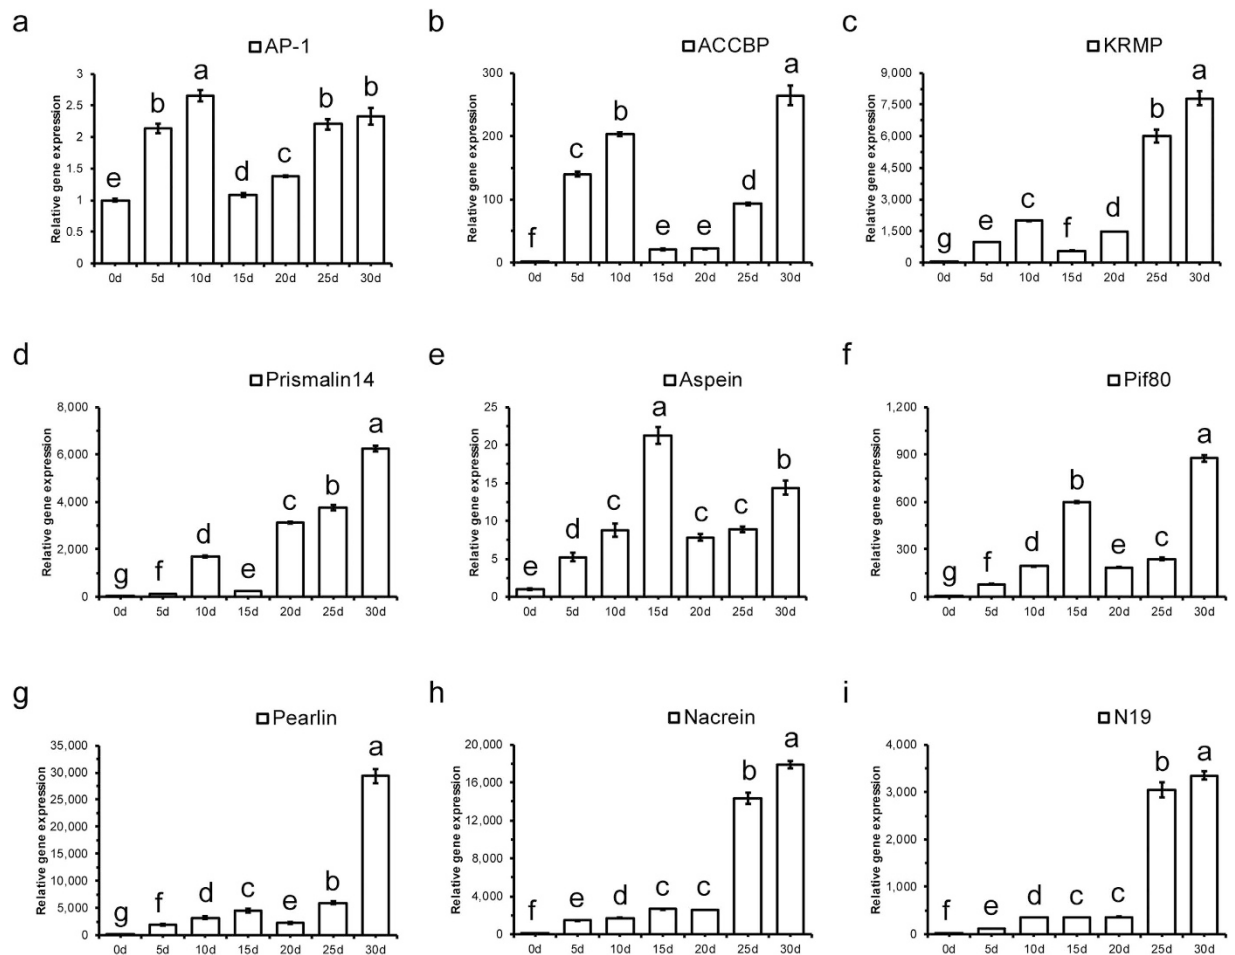 a
AP-1
Relative gene expression
3
2.5
2
1.5
1
0.5
0
e b a d c b b
0d 5d 10d 15d 20d 25d 30d
b
ACCBP
Relative gene expression
300
200
100
0
f c b e e d a
0d 5d 10d 15d 20d 25d 30d
c
KRMP
Relative gene expression
9,000
7,500
6,000
4,500
3,000
1,500
0
g e c f d b a
0d 5d 10d 15d 20d 25d 30d
d
Prismalin14
Relative gene expression
8,000
6,000
4,000
2,000
0
g f d e c b a
0d 5d 10d 15d 20d 25d 30d
e
Aspein
Relative gene expression
25
20
15
10
5
0
e d c a c c b
0d 5d 10d 15d 20d 25d 30d
f
Pif80
Relative gene expression
1,200
900
600
300
0
g f d b e c a
0d 5d 10d 15d 20d 25d 30d
g
Pearlin
Relative gene expression
35,000
30,000
25,000
20,000
15,000
10,000
5,000
0
g f d c e b a
0d 5d 10d 15d 20d 25d 30d
h
Nacrein
Relative gene expression
20,000
16,000
12,000
8,000
4,000
0
f e d c c b a
0d 5d 10d 15d 20d 25d 30d
i
N19
Relative gene expression
4,000
3,000
2,000
1,000
0
f e d c c b a
0d 5d 10d 15d 20d 25d 30d